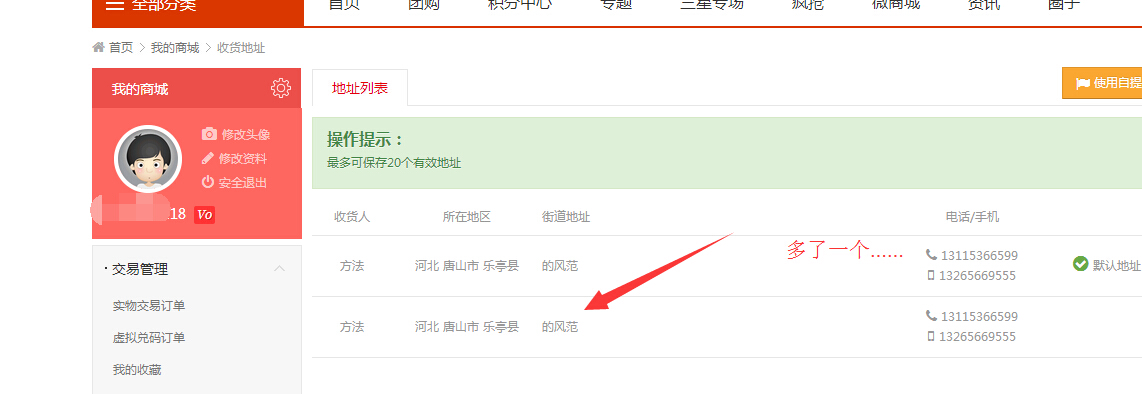 全部分类 首页 团购 积分中心 专题 三星专场 疯抢 微商城 资讯 圈子
首页 > 我的商城 > 收货地址
我的商城
修改头像
修改资料
安全退出
18 Vo
交易管理
实物交易订单
虚拟兑码订单
我的收藏
地址列表 使用自提
操作提示：
最多可保存20个有效地址
收货人 所在地区 街道地址 电话/手机
多了一个......
方法 河北 唐山市 乐亭县 的风范 13115366599
13265669555 默认地址
方法 河北 唐山市 乐亭县 的风范 13115366599
13265669555